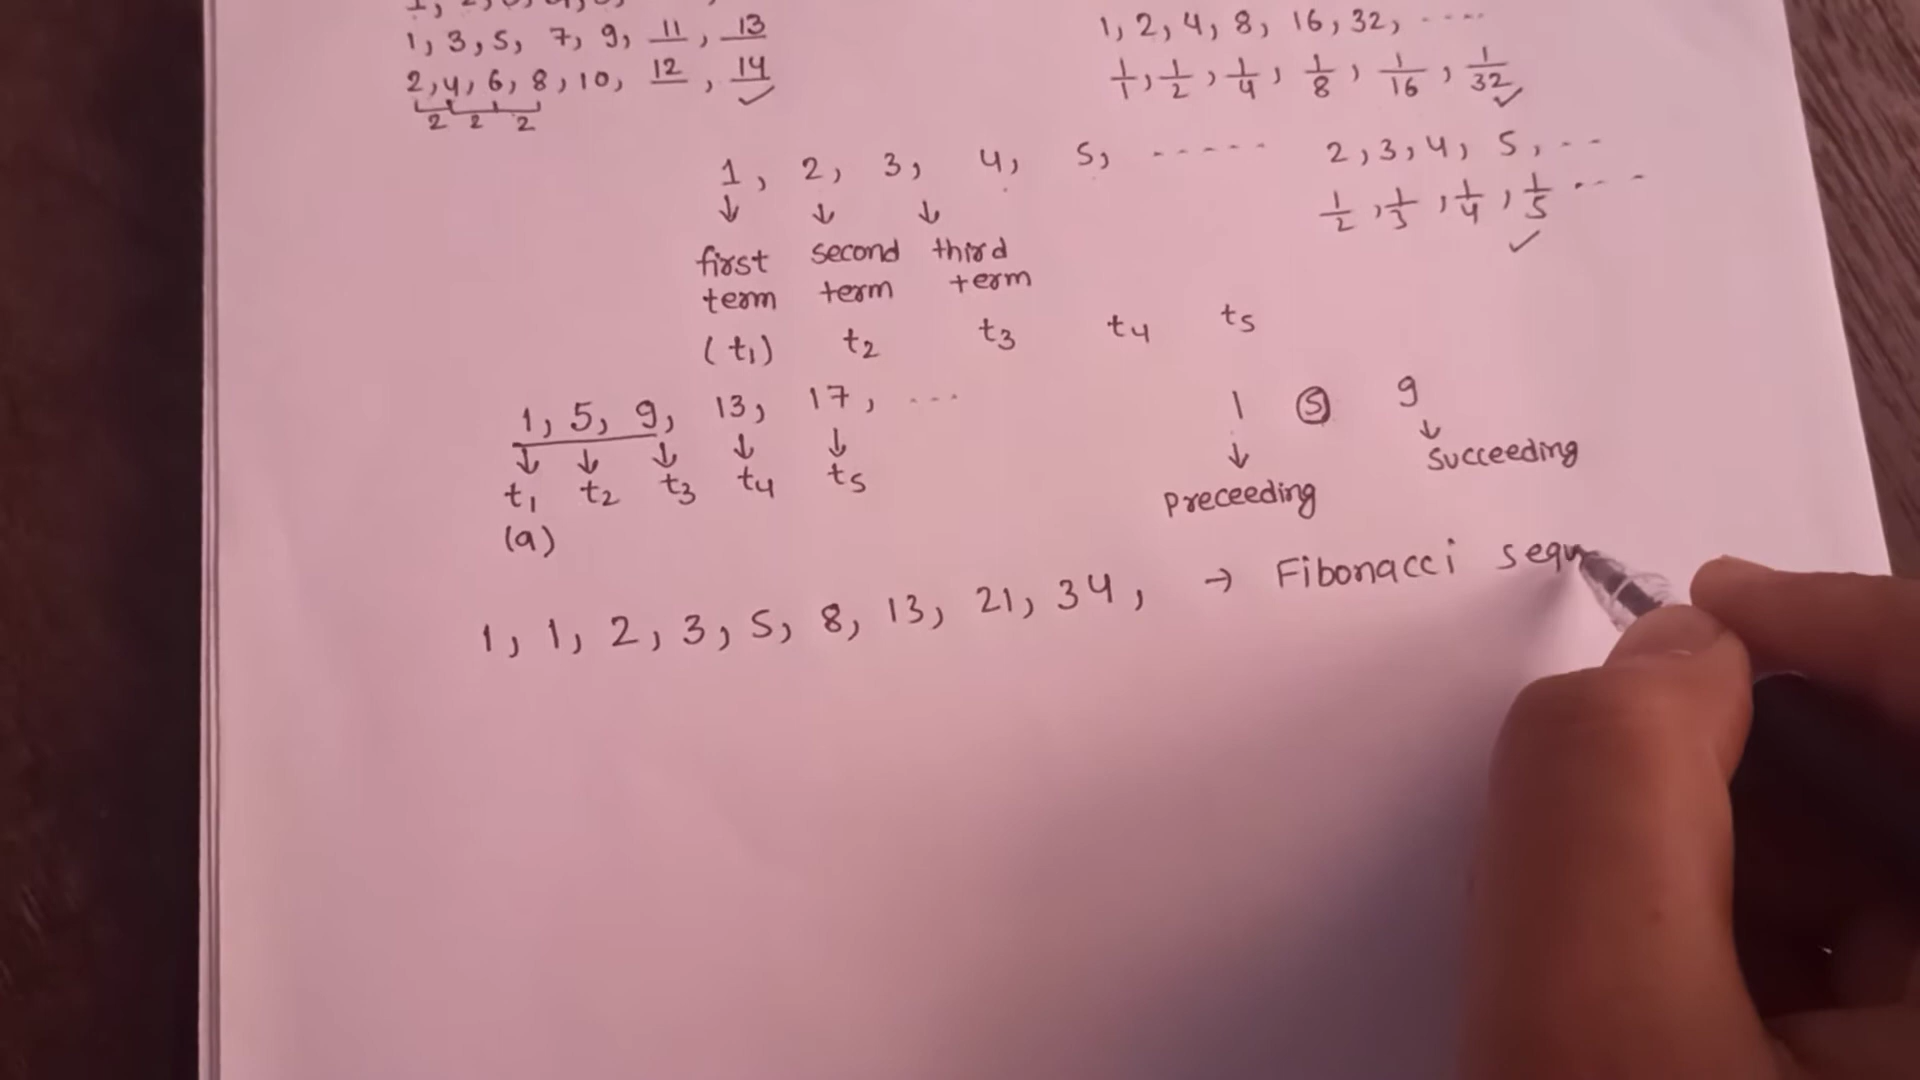 1, 3, 5, 7, 9, 11, 13
2, 4, 6, 8, 10, 12, 14 ✓
2 2 2
1, 2, 4, 8, 16, 32, ....
1/1, 1/2, 1/4, 1/8, 1/16, 1/32 ✓
1, 2, 3, 4, 5, .....
↓ ↓ ↓
first term second term third term
(t1) t2 t3 t4 t5
2, 3, 4, 5, ...
1/2, 1/3, 1/4, 1/5 ....
✓
1, 5, 9, 13, 17, ...
↓ ↓ ↓ ↓ ↓
t1 t2 t3 t4 t5
(a)
1 5 9
↓ ↓
preceeding succeeding
1, 1, 2, 3, 5, 8, 13, 21, 34, → Fibonacci sequ